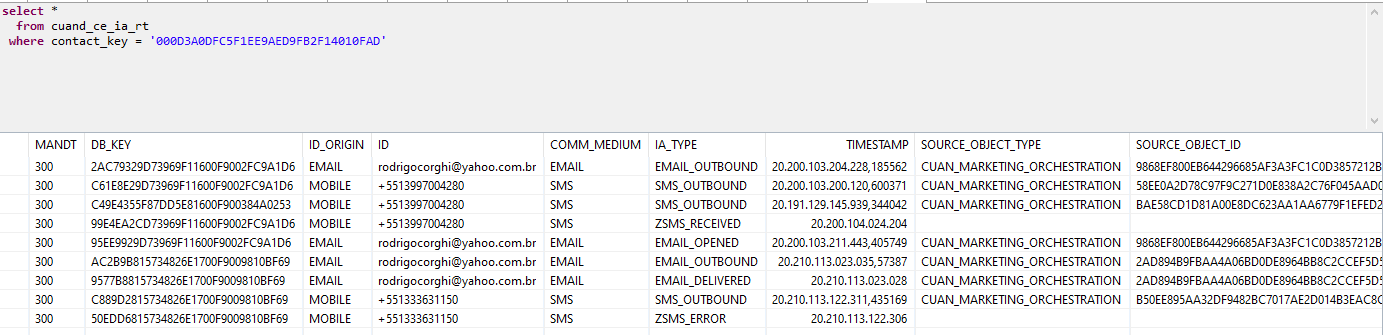 select *
from cuand_ce_ia_rt
where contact_key = '000D3A0DFC5F1EE9AED9FB2F14010FAD'
MANDT DB_KEY ID_ORIGIN ID COMM_MEDIUM IA_TYPE TIMESTAMP SOURCE_OBJECT_TYPE SOURCE_OBJECT_ID
300 2AC79329D73969F11600F9002FC9A1D6 EMAIL rodrigocorghi@yahoo.com.br EMAIL EMAIL_OUTBOUND 20.200.103.204.228,185562 CUAN_MARKETING_ORCHESTRATION 9868EF800EB644296685AF3A3FC1C0D3857212B
300 C61E8E29D73969F11600F9002FC9A1D6 MOBILE +5513997004280 SMS SMS_OUTBOUND 20.200.103.200.120,600371 CUAN_MARKETING_ORCHESTRATION 58EE0A2D78C97F9C271D0E838A2C76F045AAD0
300 C49E4355F87DD5E81600F900384A0253 MOBILE +5513997004280 SMS SMS_OUTBOUND 20.191.129.145.939,344042 CUAN_MARKETING_ORCHESTRATION BAE58CD1D81A00E8DC623AA1AA6779F1EFED2
300 99E4EA2CD73969F11600F9002FC9A1D6 MOBILE +5513997004280 SMS ZSMS_RECEIVED 20.200.104.024.204
300 95EE9929D73969F11600F9002FC9A1D6 EMAIL rodrigocorghi@yahoo.com.br EMAIL EMAIL_OPENED 20.200.103.211.443,405749 CUAN_MARKETING_ORCHESTRATION 9868EF800EB644296685AF3A3FC1C0D3857212B
300 AC2B9B815734826E1700F9009810BF69 EMAIL rodrigocorghi@yahoo.com.br EMAIL EMAIL_OUTBOUND 20.210.113.023.035,57387 CUAN_MARKETING_ORCHESTRATION 2AD894B9FBAA4A06BD0DE8964BB8C2CCEF5D5
300 9577B8815734826E1700F9009810BF69 EMAIL rodrigocorghi@yahoo.com.br EMAIL EMAIL_DELIVERED 20.210.113.023.028 CUAN_MARKETING_ORCHESTRATION 2AD894B9FBAA4A06BD0DE8964BB8C2CCEF5D5
300 C889D2815734826E1700F9009810BF69 MOBILE +551333631150 SMS SMS_OUTBOUND 20.210.113.122.311,435169 CUAN_MARKETING_ORCHESTRATION B50EE895AA32DF9482BC7017AE2D014B3EAC8C
300 50EDD6815734826E1700F9009810BF69 MOBILE +551333631150 SMS ZSMS_ERROR 20.210.113.122.306